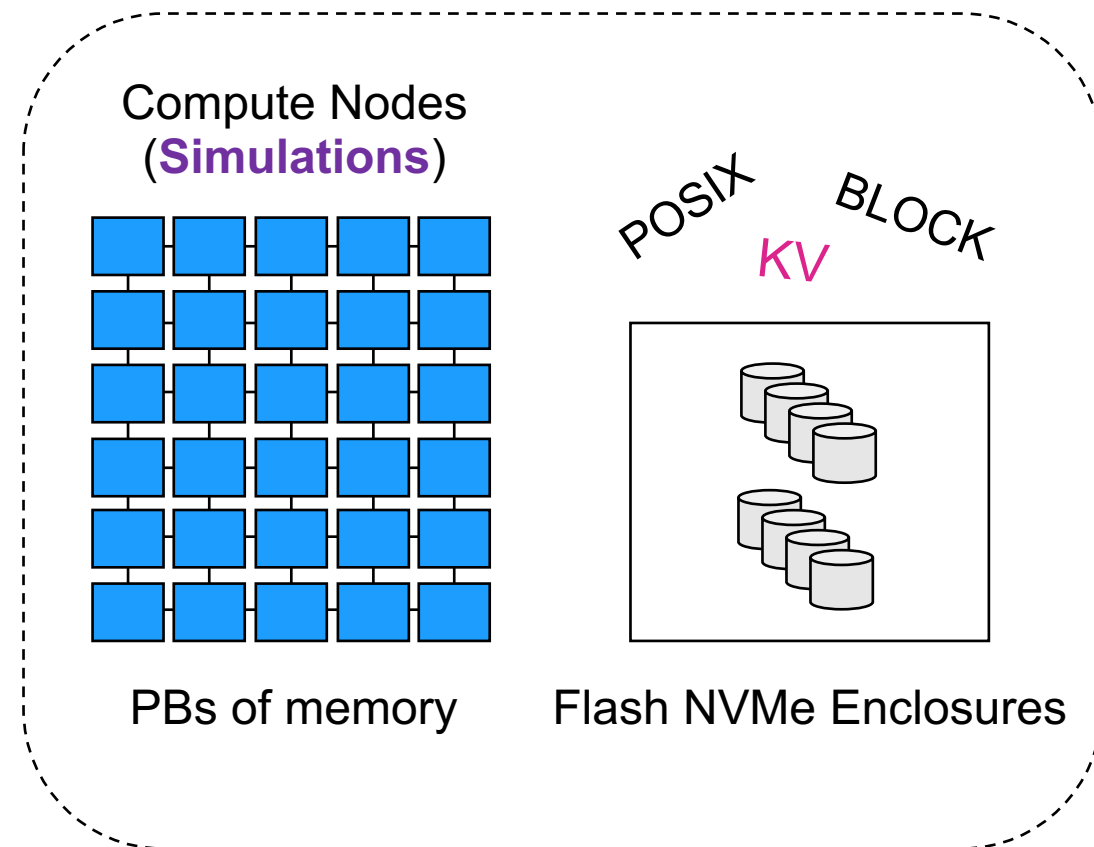 Compute Nodes
(Simulations)
POSIX
BLOCK
KV
PBs of memory
Flash NVMe Enclosures